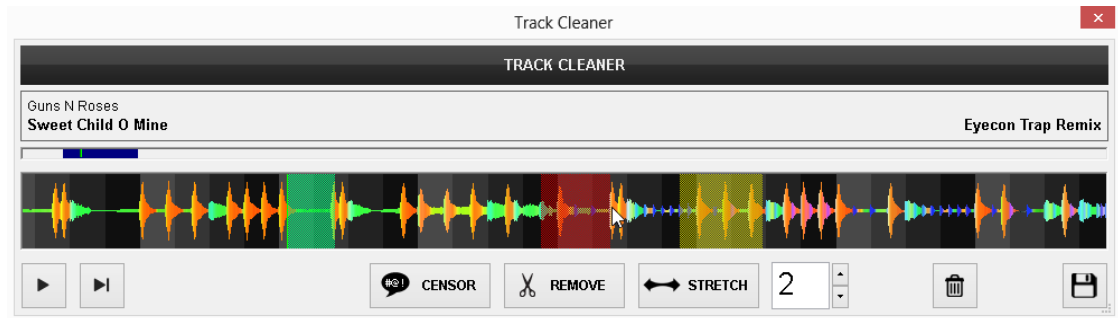 Track Cleaner
TRACK CLEANER
Guns N Roses
Sweet Child O Mine
Eyecon Trap Remix
#@!
CENSOR
REMOVE
STRETCH
2